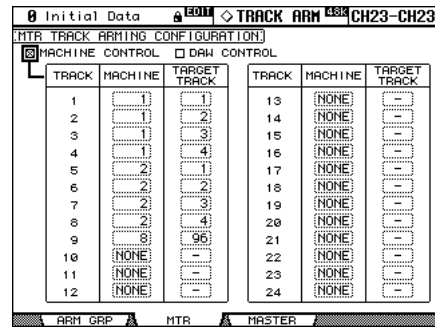 0 Initial Data EDIT ◇TRACK ARM 48k CH23-CH23
MTR TRACK ARMING CONFIGURATION
MACHINE CONTROL DAW CONTROL
TRACK MACHINE TARGET TRACK TRACK MACHINE TARGET TRACK
1 1 1 13 NONE -
2 1 2 14 NONE -
3 1 3 15 NONE -
4 1 4 16 NONE -
5 2 1 17 NONE -
6 2 2 18 NONE -
7 2 3 19 NONE -
8 2 4 20 NONE -
9 8 96 21 NONE -
10 NONE - 22 NONE -
11 NONE - 23 NONE -
12 NONE - 24 NONE -
ARM GRP MTR MASTER